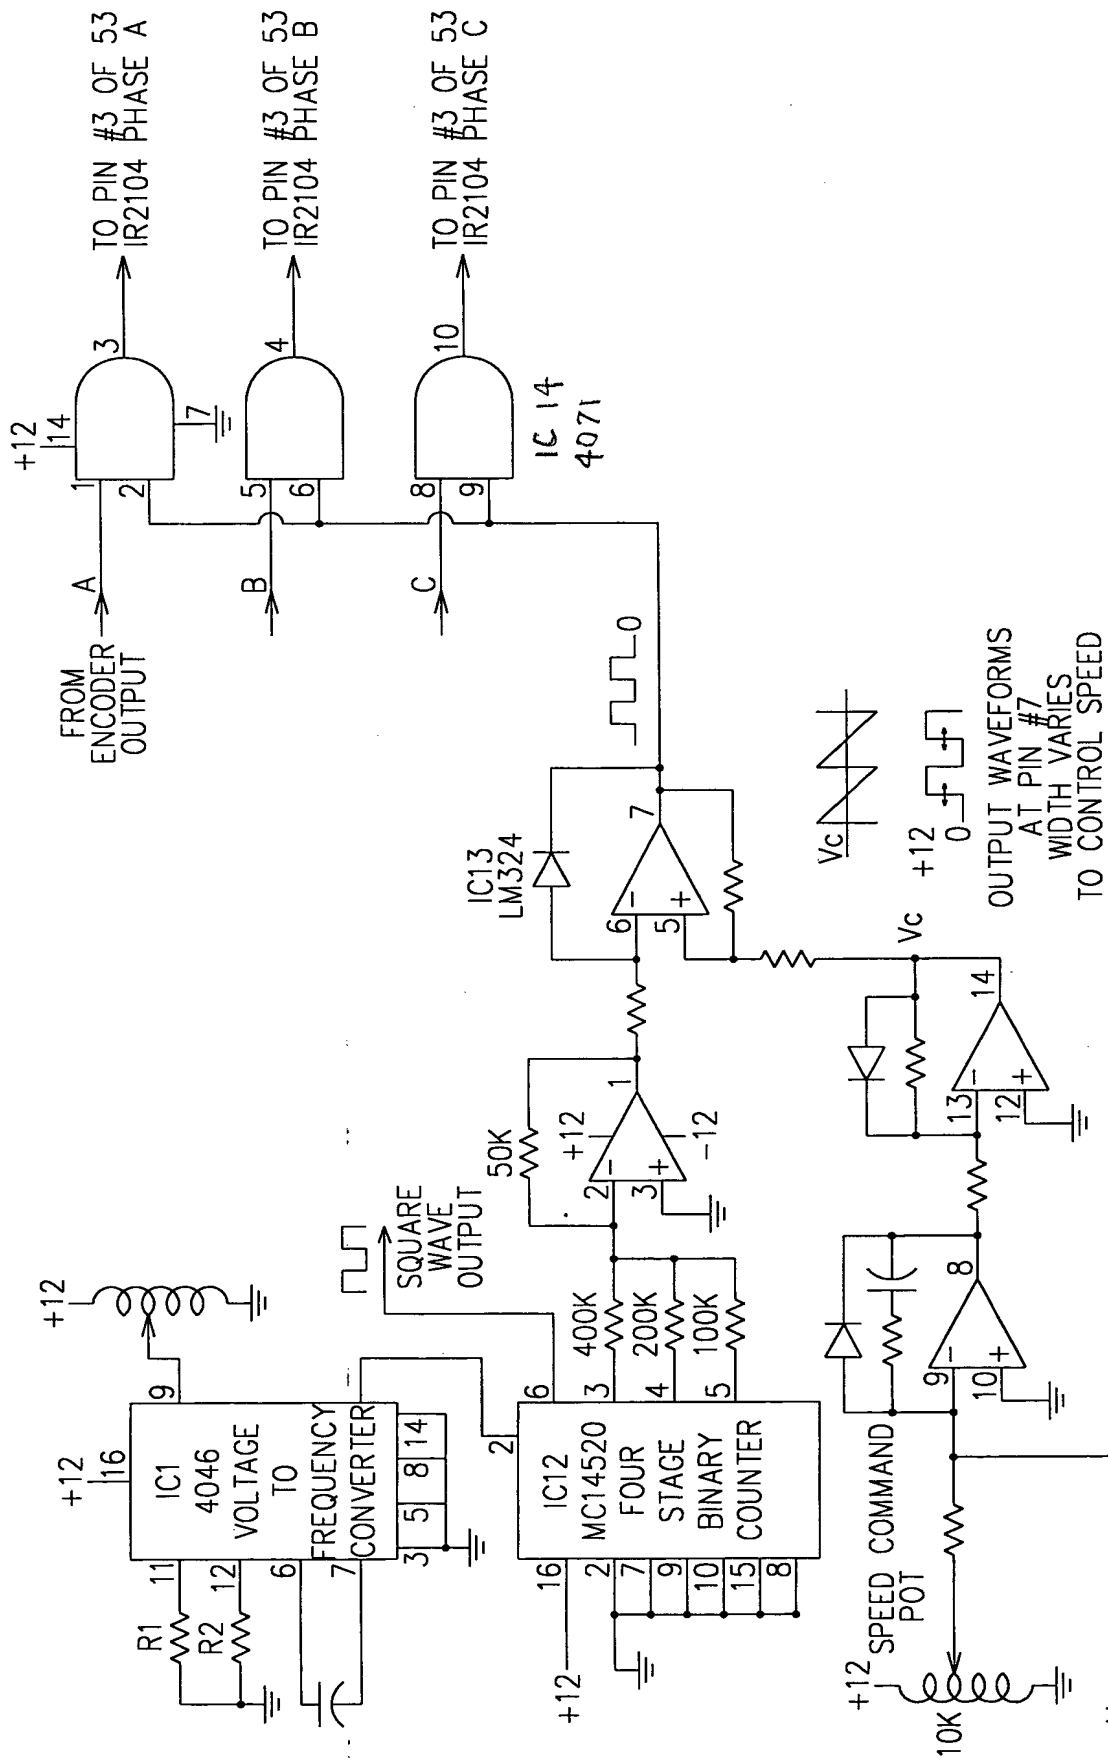 +12
16
IC1
4046
VOLTAGE
TO
FREQUENCY
CONVERTER
11
12
6
7
R1
R2
9
+12
3
5
8
14
SQUARE
WAVE
OUTPUT
2
6
IC12
MC14520
FOUR
STAGE
BINARY
COUNTER
+12
16
2
7
9
10
15
8
3
4
5
400K
200K
100K
50K
2
3
1
+12
-12
−
+
IC13
LM324
6
5
7
−
+
0
SPEED COMMAND
POT
+12
10K
9
10
8
−
+
13
12
14
−
+
Vc
Vc
+12
0
OUTPUT WAVEFORMS
AT PIN #7
WIDTH VARIES
TO CONTROL SPEED
FROM
ENCODER
OUTPUT
A
B
C
+12
14
1
2
3
7
5
6
4
8
9
10
IC 14
4071
TO PIN #3 OF 53
IR2104 PHASE A
TO PIN #3 OF 53
IR2104 PHASE B
TO PIN #3 OF 53
IR2104 PHASE C